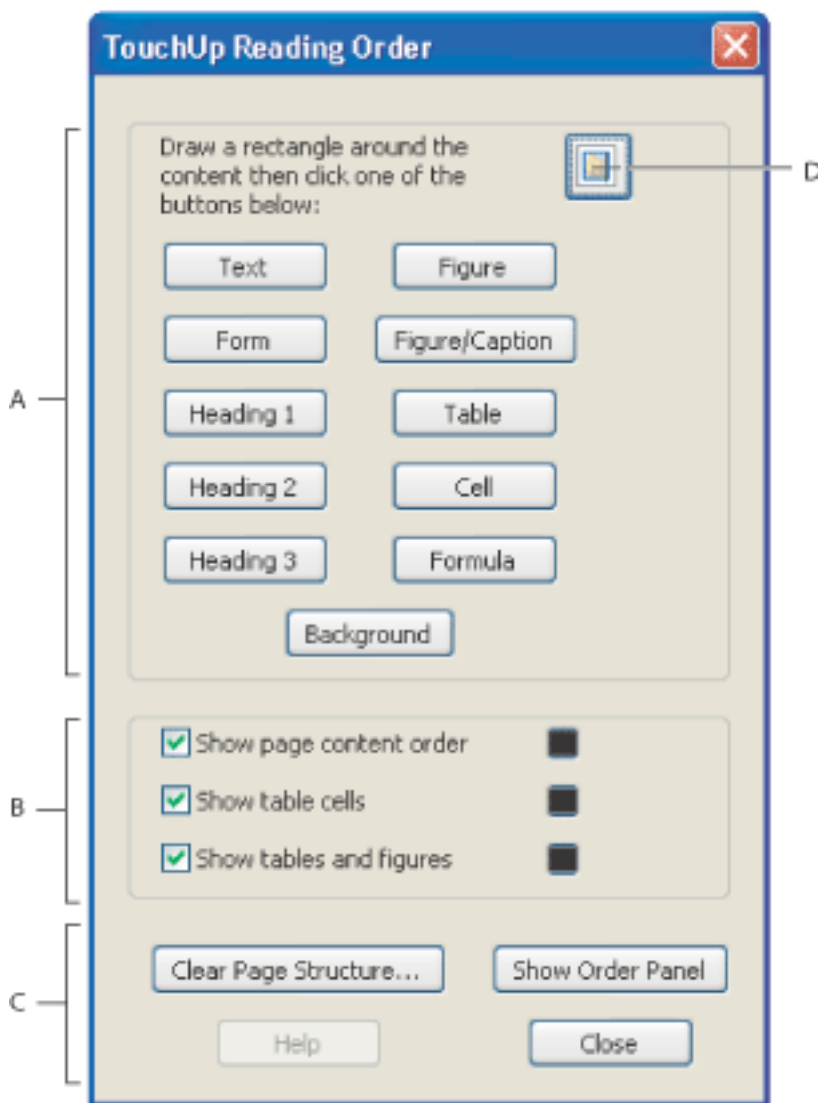 TouchUp Reading Order
Draw a rectangle around the
content then click one of the
buttons below:
D
Text Figure
Form Figure/Caption
A
Heading 1 Table
Heading 2 Cell
Heading 3 Formula
Background
Show page content order
B
Show table cells
Show tables and figures
Clear Page Structure... Show Order Panel
C
Help Close